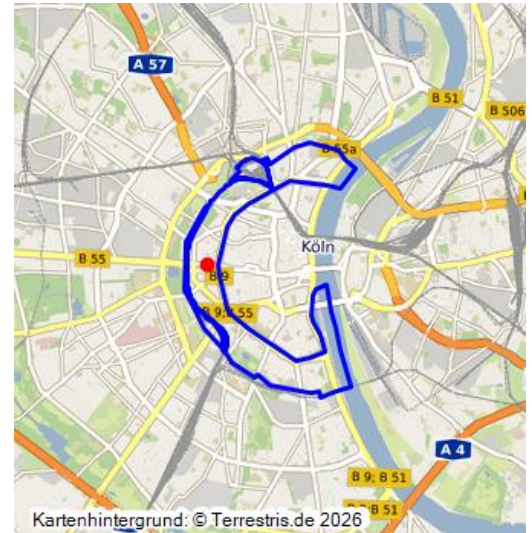 A 57
B 51
B 506
B 55a
Köln
B 55
B 9
B 9; B 55
A 4
B 9; B 51
B 51
Kartenhintergrund: © Terrestris.de 2026